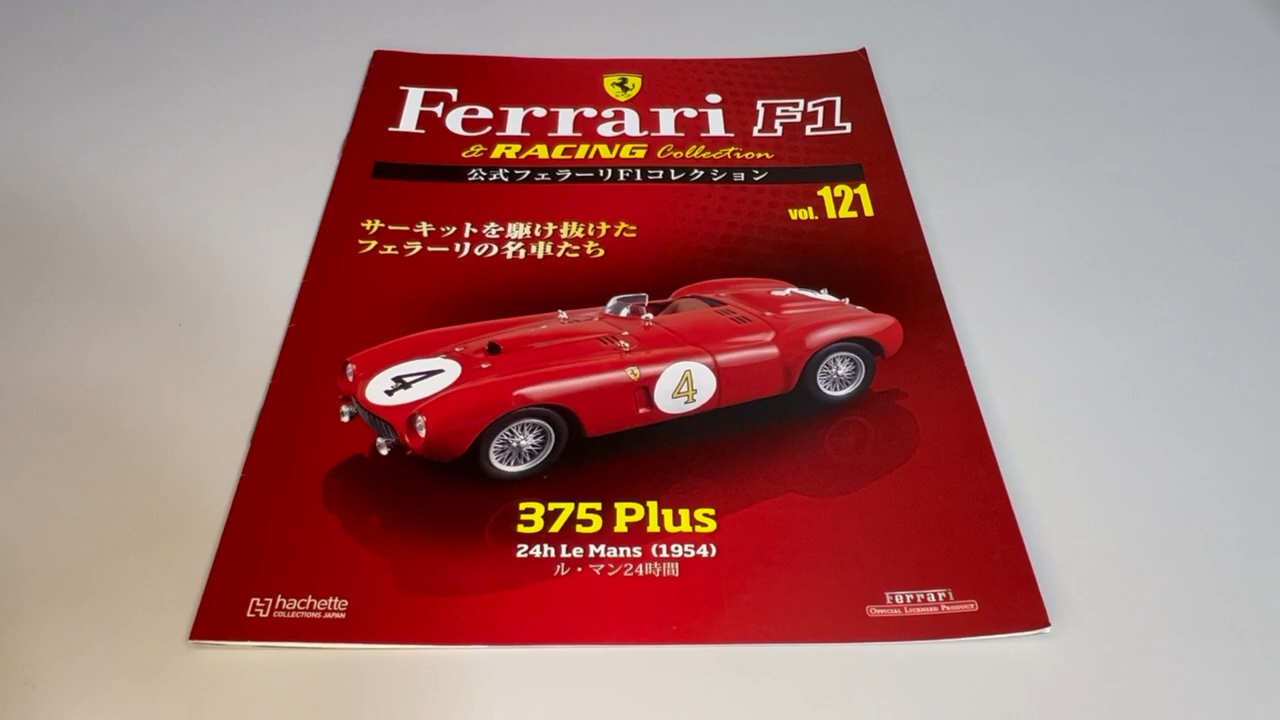 Ferrari F1
& RACING Collection
公式フェラーリF1コレクション
vol.121
サーキットを駆け抜けた
フェラーリの名車たち
4
4
375 Plus
24h Le Mans (1954)
ル・マン24時間
hachette
COLLECTIONS JAPAN
Ferrari
OFFICIAL LICENSED PRODUCT